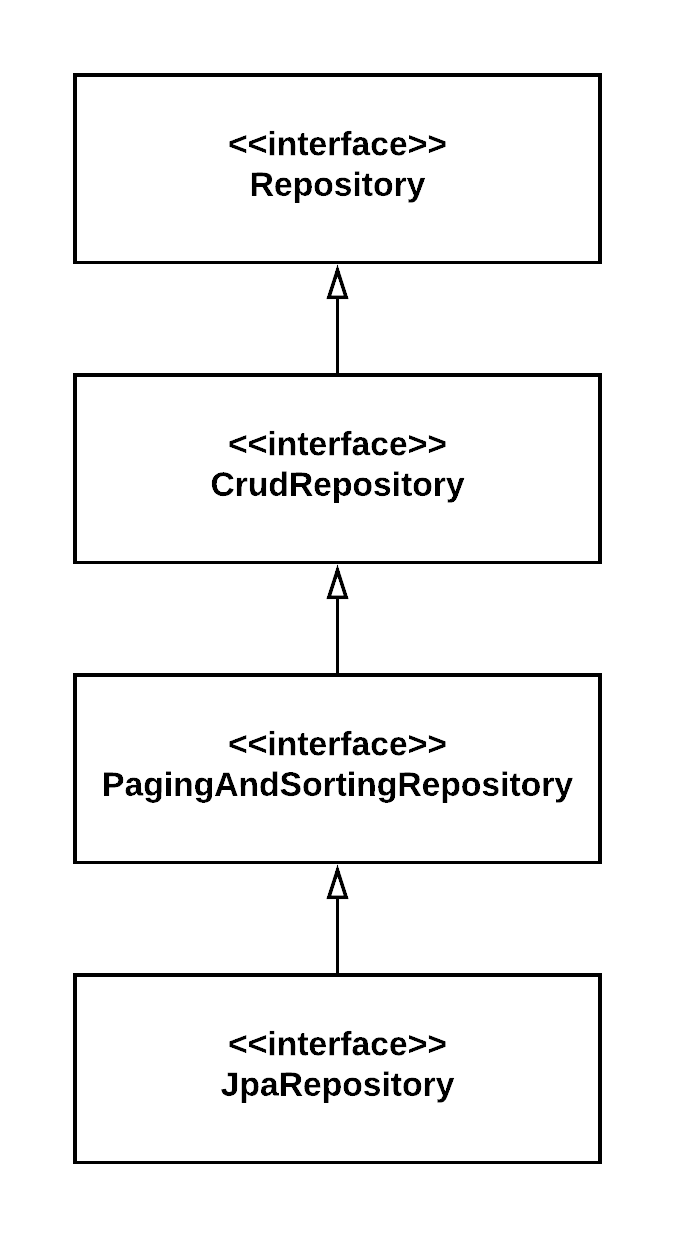 <<interface>>
Repository
<<interface>>
CrudRepository
<<interface>>
PagingAndSortingRepository
<<interface>>
JpaRepository